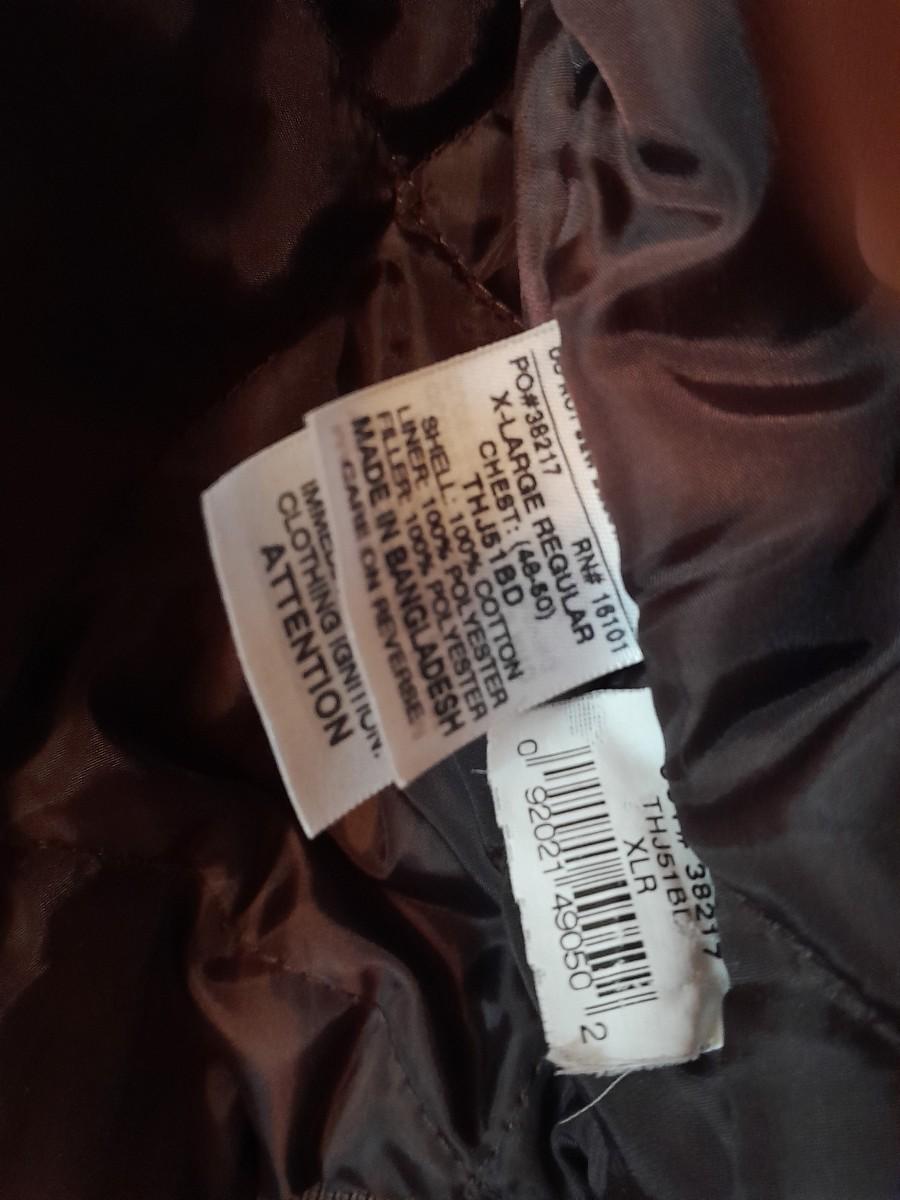 RN# 16101
PO#38217
X-LARGE REGULAR
CHEST: (48-50)
THJ51BD
SHELL: 100% COTTON
LINER: 100% POLYESTER
FILLER: 100% POLYESTER
MADE IN BANGLADESH
CARE ON REVERSE
CLOTHING IGNITION.
ATTENTION
38217
THJ51BD
XLR
0 92021 49050 2